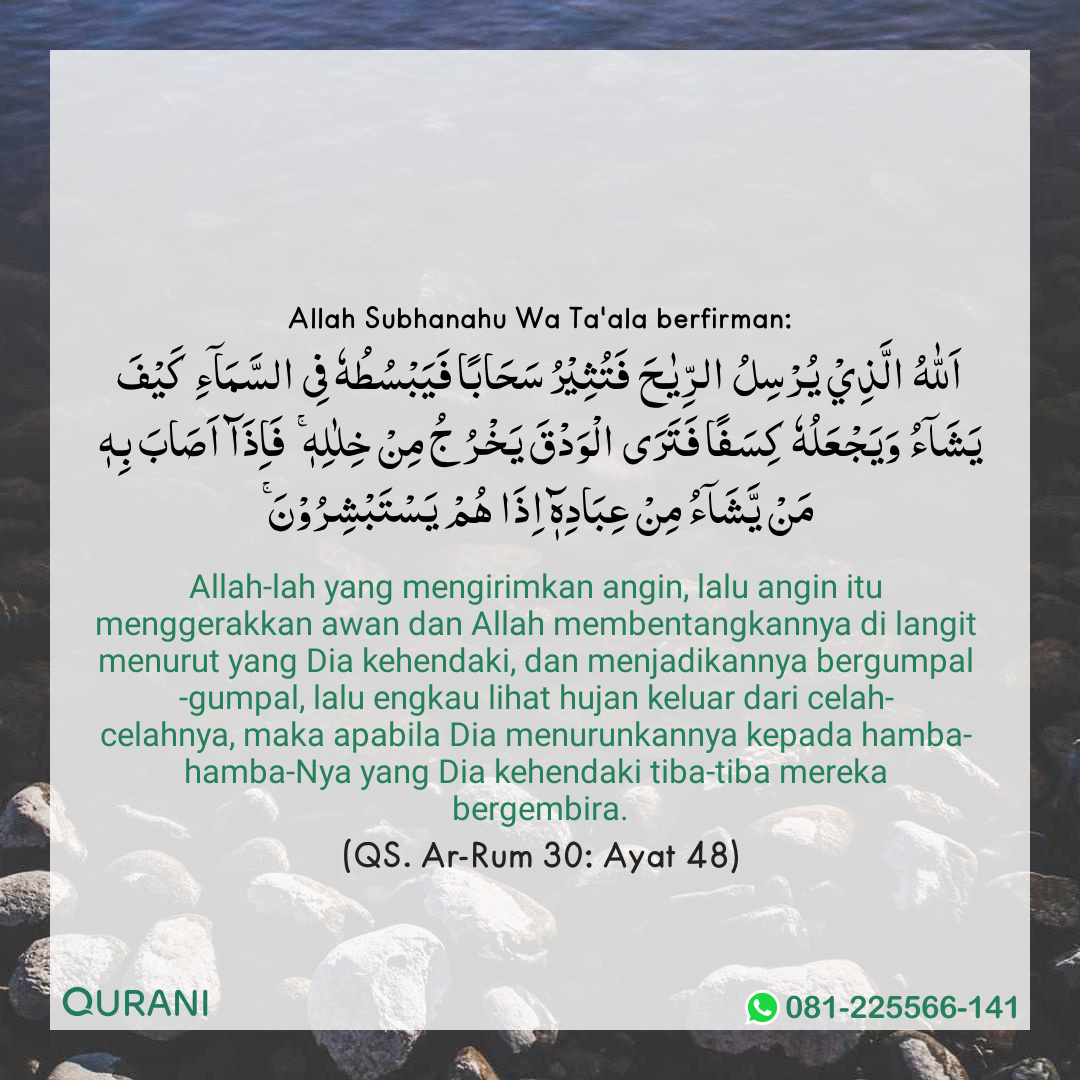 Allah Subhanahu Wa Ta'ala berfirman:
اَللّٰهُ الَّذِيْ يُرْسِلُ الرِّيٰحَ فَتُثِيْرُ سَحَابًا فَيَبْسُطُهٗ فِى السَّمَآءِ كَيْفَ
يَشَآءُ وَيَجْعَلُهٗ كِسَفًا فَتَرَى الْوَدْقَ يَخْرُجُ مِنْ خِلٰلِهٖۚ فَاِذَآ اَصَابَ بِهٖ
مَنْ يَّشَآءُ مِنْ عِبَادِهٖٓ اِذَا هُمْ يَسْتَبْشِرُوْنَۚ
Allah-lah yang mengirimkan angin, lalu angin itu
menggerakkan awan dan Allah membentangkannya di langit
menurut yang Dia kehendaki, dan menjadikannya bergumpal
-gumpal, lalu engkau lihat hujan keluar dari celah-
celahnya, maka apabila Dia menurunkannya kepada hamba-
hamba-Nya yang Dia kehendaki tiba-tiba mereka
bergembira.
(QS. Ar-Rum 30: Ayat 48)
QURANI
081-225566-141